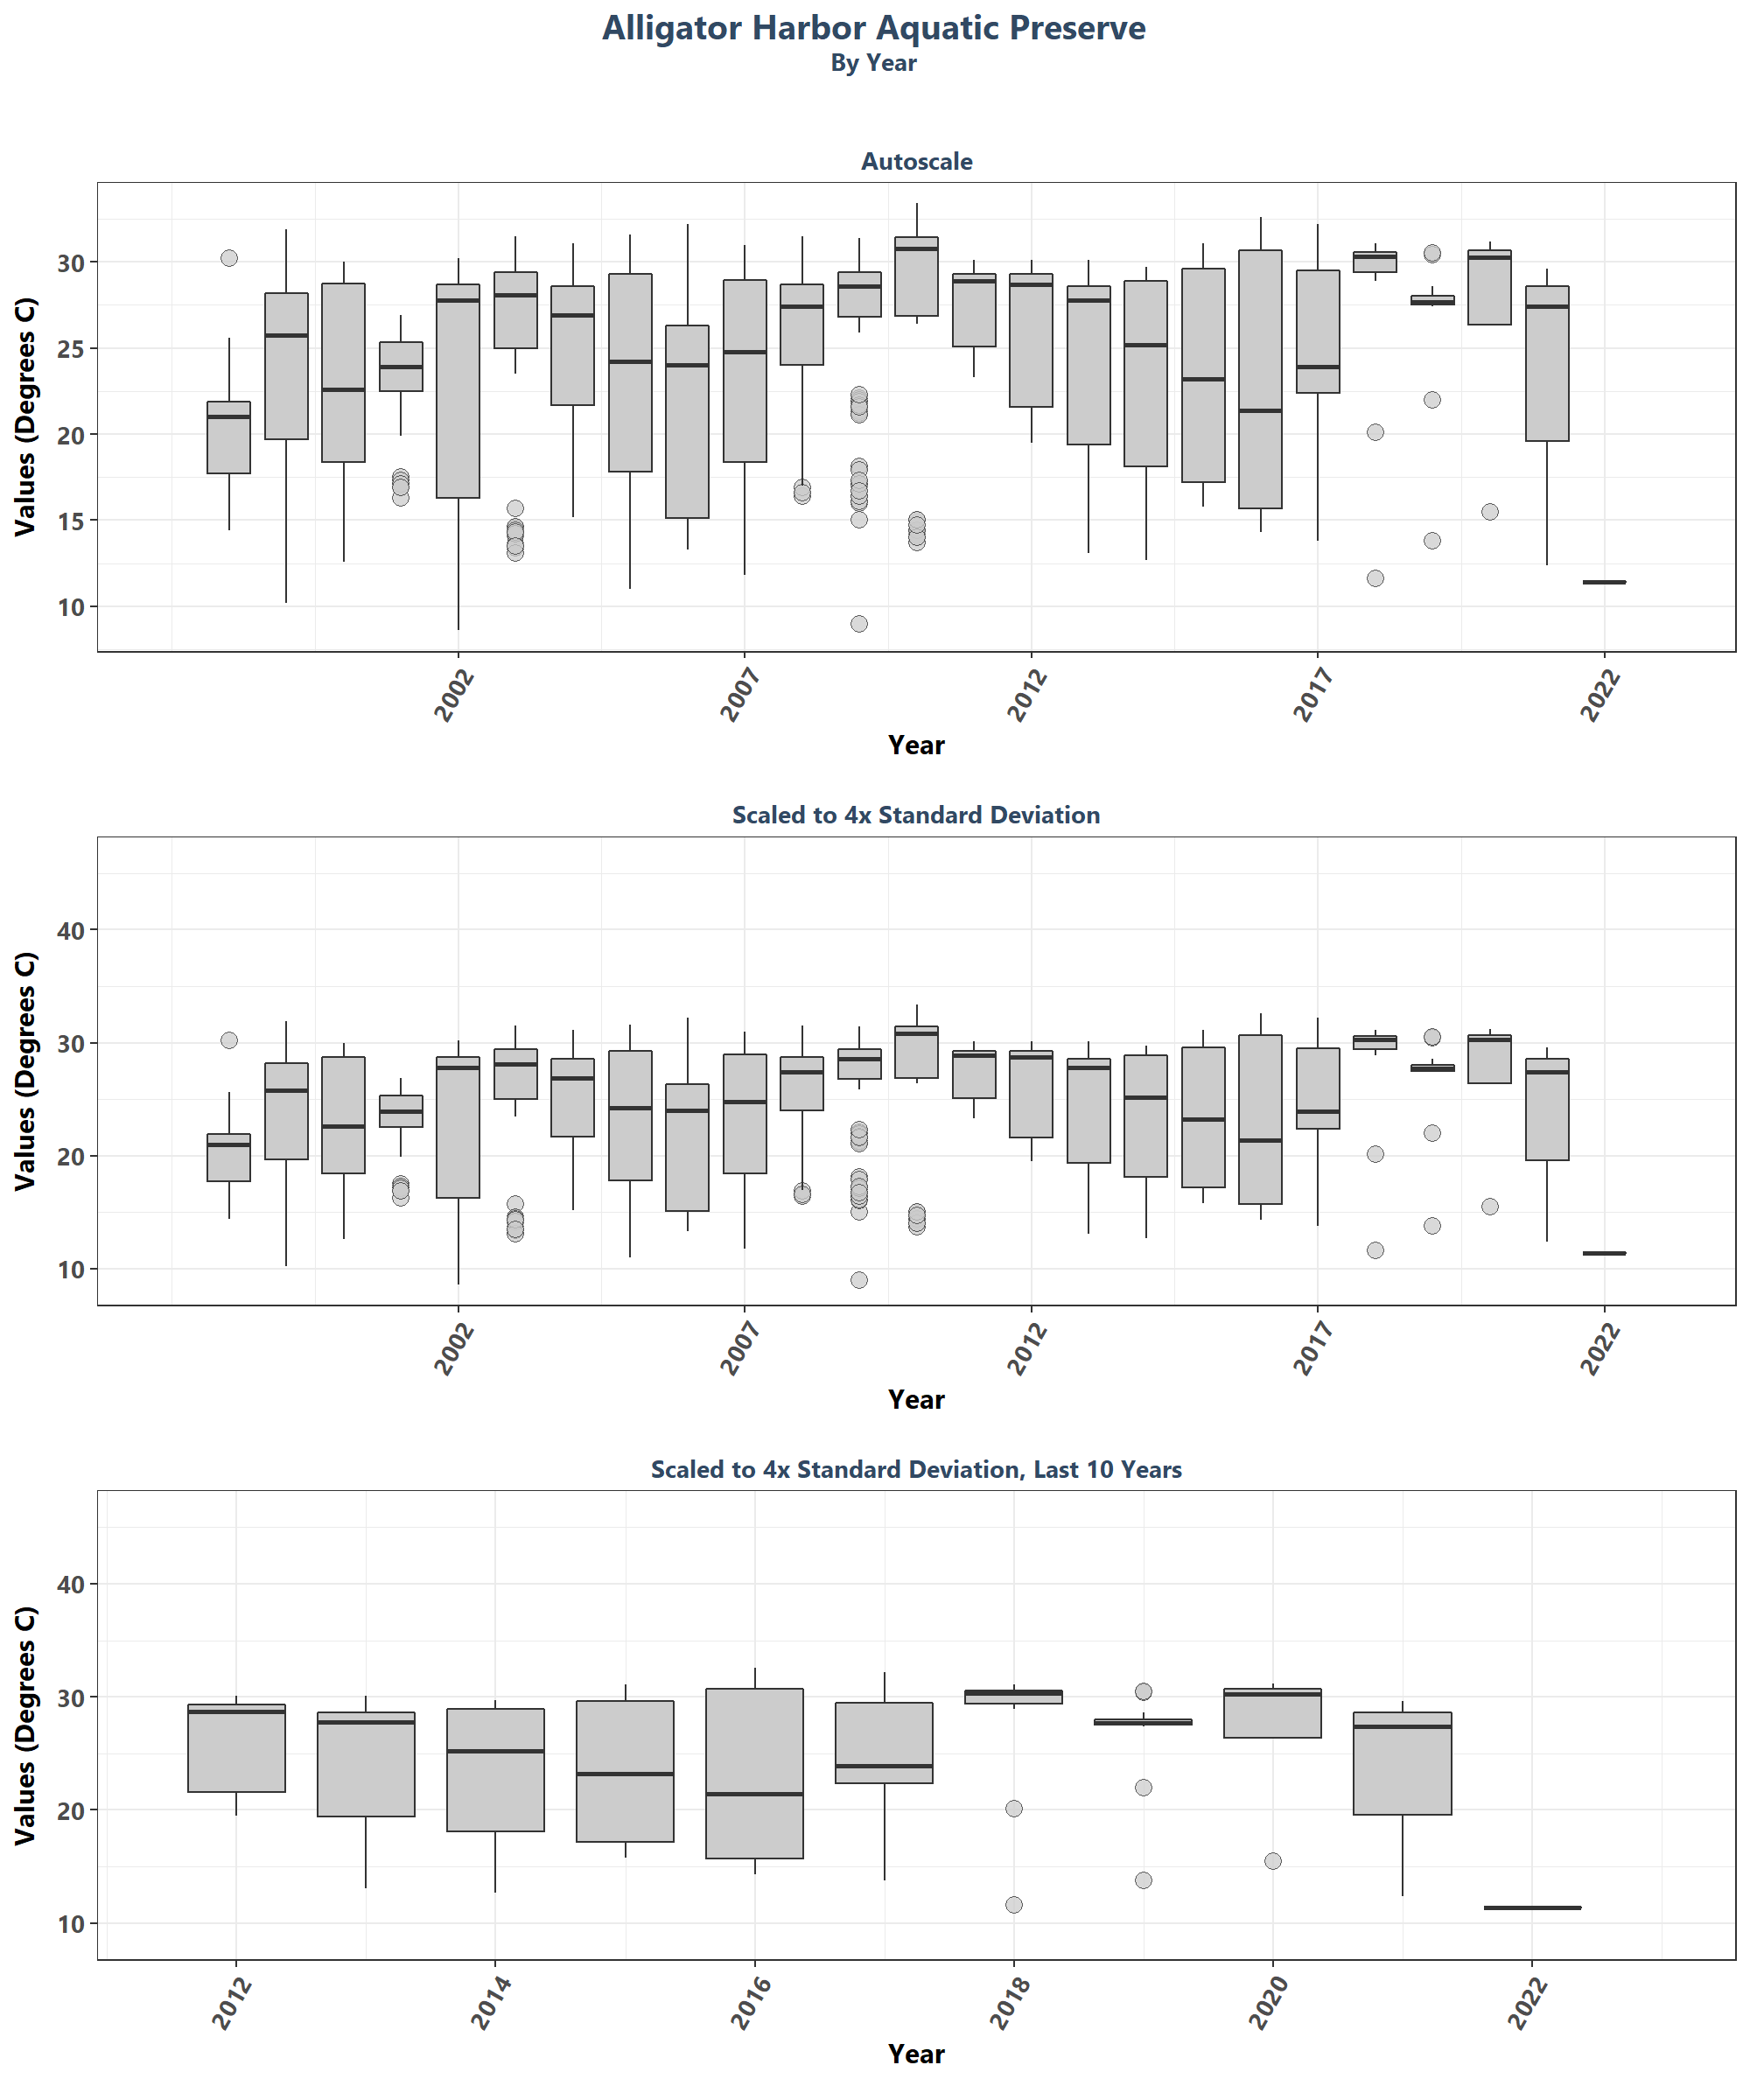 Alligator Harbor Aquatic Preserve
By Year
Autoscale
Values (Degrees C)
30
25
20
15
10
2002
2007
2012
2017
2022
Year
Scaled to 4x Standard Deviation
Values (Degrees C)
40
30
20
10
2002
2007
2012
2017
2022
Year
Scaled to 4x Standard Deviation, Last 10 Years
Values (Degrees C)
40
30
20
10
2012
2014
2016
2018
2020
2022
Year